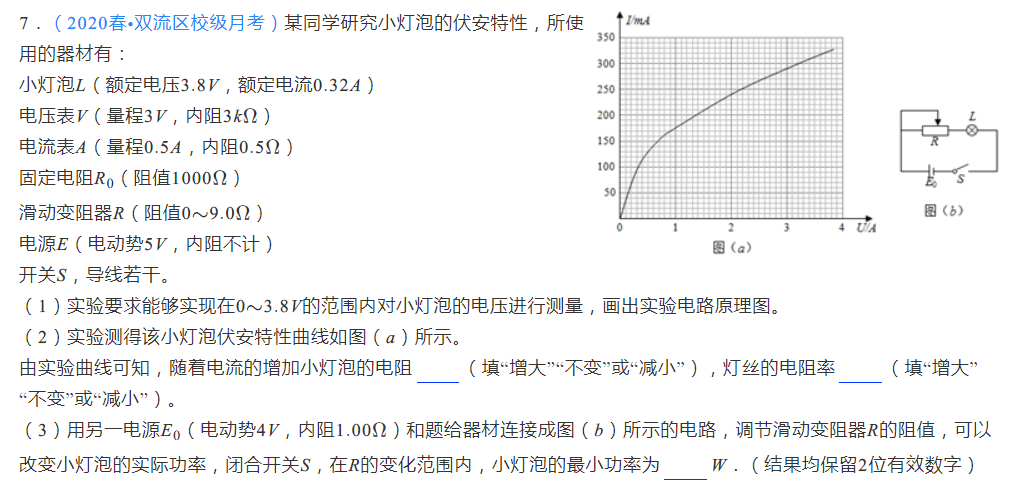 7．（2020春•双流区校级月考）某同学研究小灯泡的伏安特性，所使
用的器材有：
小灯泡L（额定电压3.8V，额定电流0.32A）
电压表V（量程3V，内阻3kΩ）
电流表A（量程0.5A，内阻0.5Ω）
固定电阻R₀（阻值1000Ω）
滑动变阻器R（阻值0～9.0Ω）
电源E（电动势5V，内阻不计）
开关S，导线若干。
（1）实验要求能够实现在0～3.8V的范围内对小灯泡的电压进行测量，画出实验电路原理图。
（2）实验测得该小灯泡伏安特性曲线如图（a）所示。
由实验曲线可知，随着电流的增加小灯泡的电阻 ____ （填“增大”“不变”或“减小”），灯丝的电阻率 ____ （填“增大”
“不变”或“减小”）。
（3）用另一电源E₀（电动势4V，内阻1.00Ω）和题给器材连接成图（b）所示的电路，调节滑动变阻器R的阻值，可以
改变小灯泡的实际功率，闭合开关S，在R的变化范围内，小灯泡的最小功率为 ____ W．（结果均保留2位有效数字）
I/mA
350
300
250
200
150
100
50
0 1 2 3 4 U/A
图（a）
L
R
E₀ S
图（b）